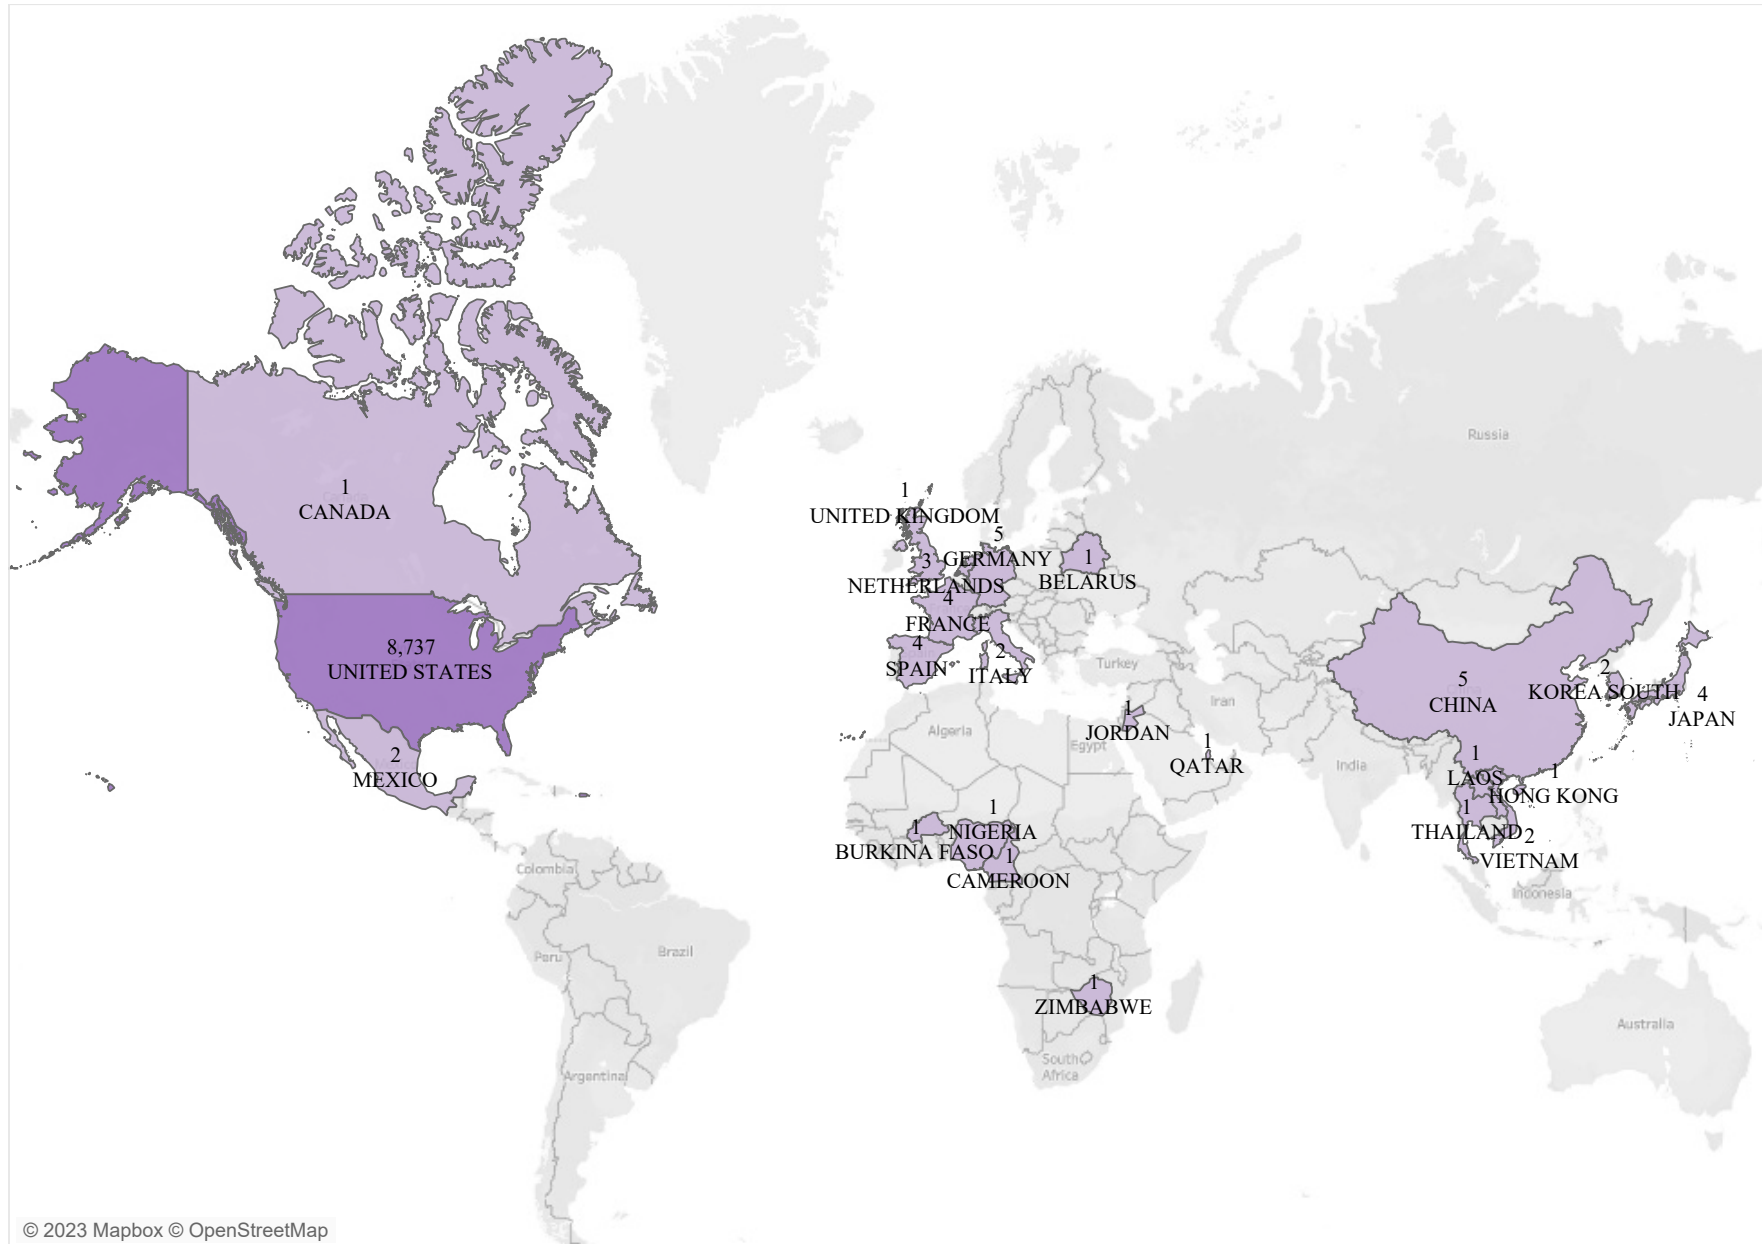 Russia
1
CANADA
1
UNITED KINGDOM
5
GERMANY
3
NETHERLANDS
1
BELARUS
4
FRANCE
4
SPAIN
2
ITALY
8,737
UNITED STATES
Turkey
Iran
5
CHINA
2
KOREA SOUTH
4
JAPAN
1
JORDAN
Algeria
Egypt
1
QATAR
India
2
MEXICO
1
LAOS
1
HONG KONG
1
THAILAND
2
VIETNAM
1
NIGERIA
1
BURKINA FASO
1
CAMEROON
Colombia
Indonesia
Peru
Brazil
1
ZIMBABWE
Australia
South
Africa
Argentina
© 2023 Mapbox © OpenStreetMap